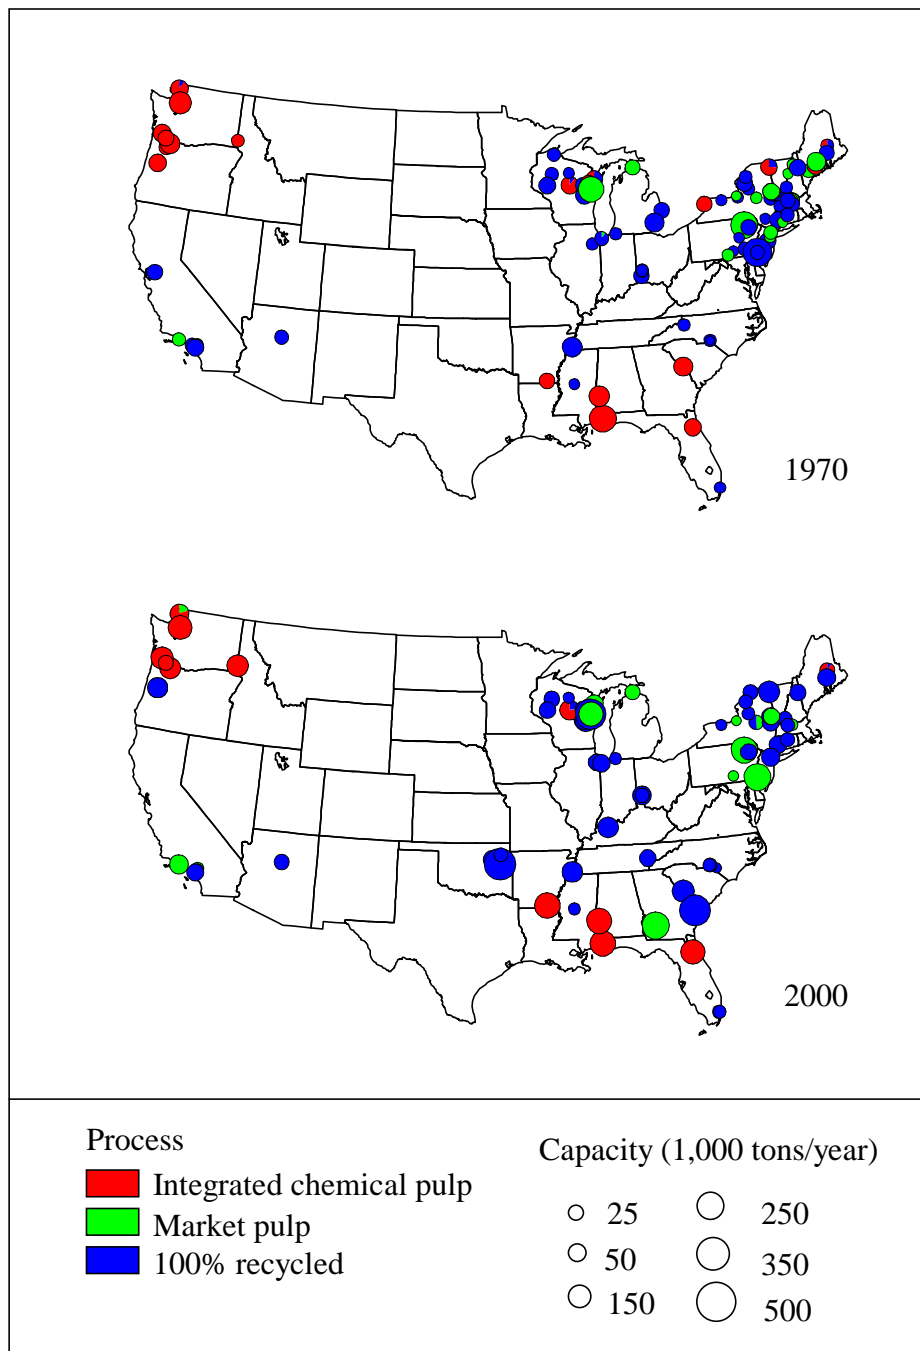 1970
2000
Process
Integrated chemical pulp
Market pulp
100% recycled
Capacity (1,000 tons/year)
25
250
50
350
150
500